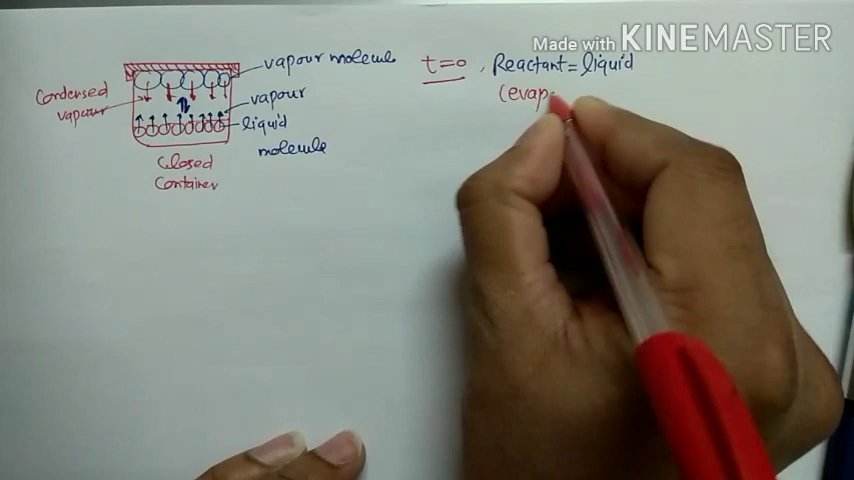 Made with KINEMASTER
vapour molecule
Condensed
vapour
vapour
liquid
molecule
Closed
Container
t=0, Reactant=liquid
(evap